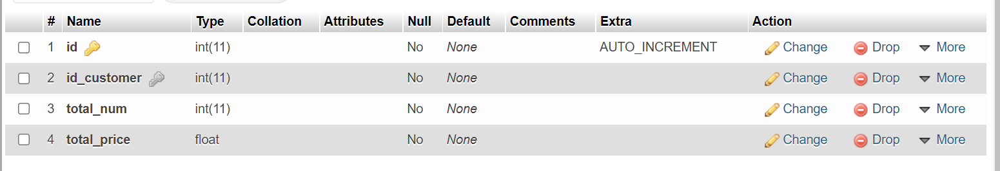 # Name Type Collation Attributes Null Default Comments Extra Action
1 id int(11) No None AUTO_INCREMENT Change Drop More
2 id_customer int(11) No None Change Drop More
3 total_num int(11) No None Change Drop More
4 total_price float No None Change Drop More